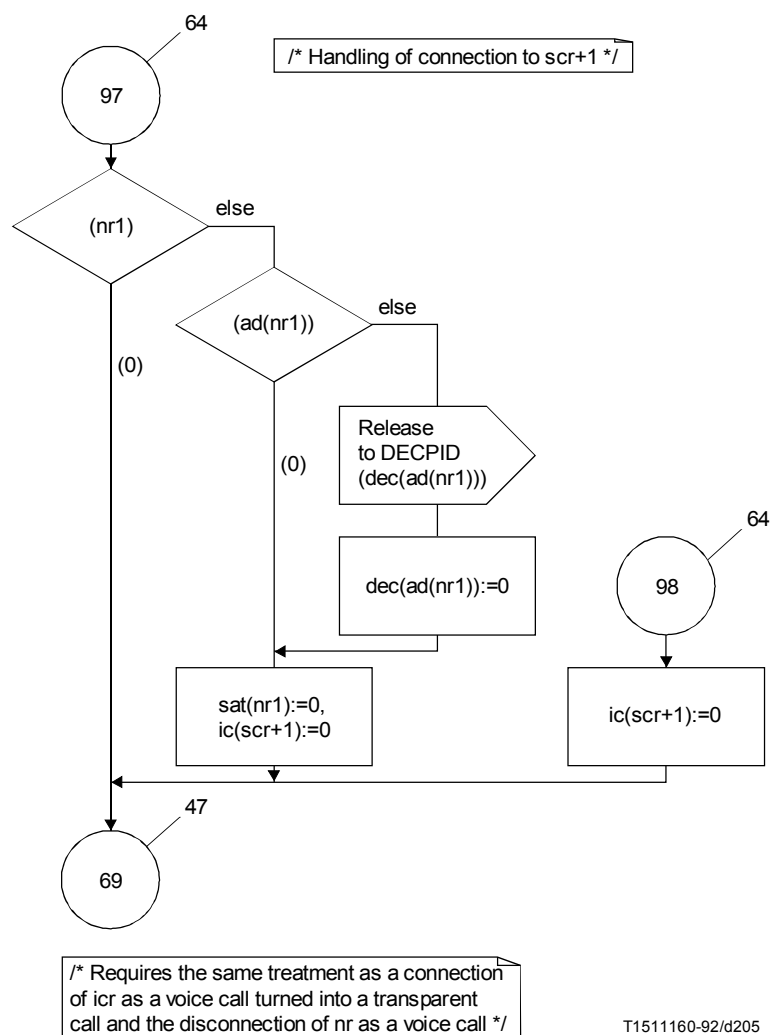 64
/* Handling of connection to scr+1 */
97
(nr1)
else
(ad(nr1))
else
(0)
Release
to DECPID
(dec(ad(nr1)))
(0)
64
dec(ad(nr1)):=0
98
sat(nr1):=0,
ic(scr+1):=0
ic(scr+1):=0
47
69
/* Requires the same treatment as a connection
of icr as a voice call turned into a transparent
call and the disconnection of nr as a voice call */
T1511160-92/d205